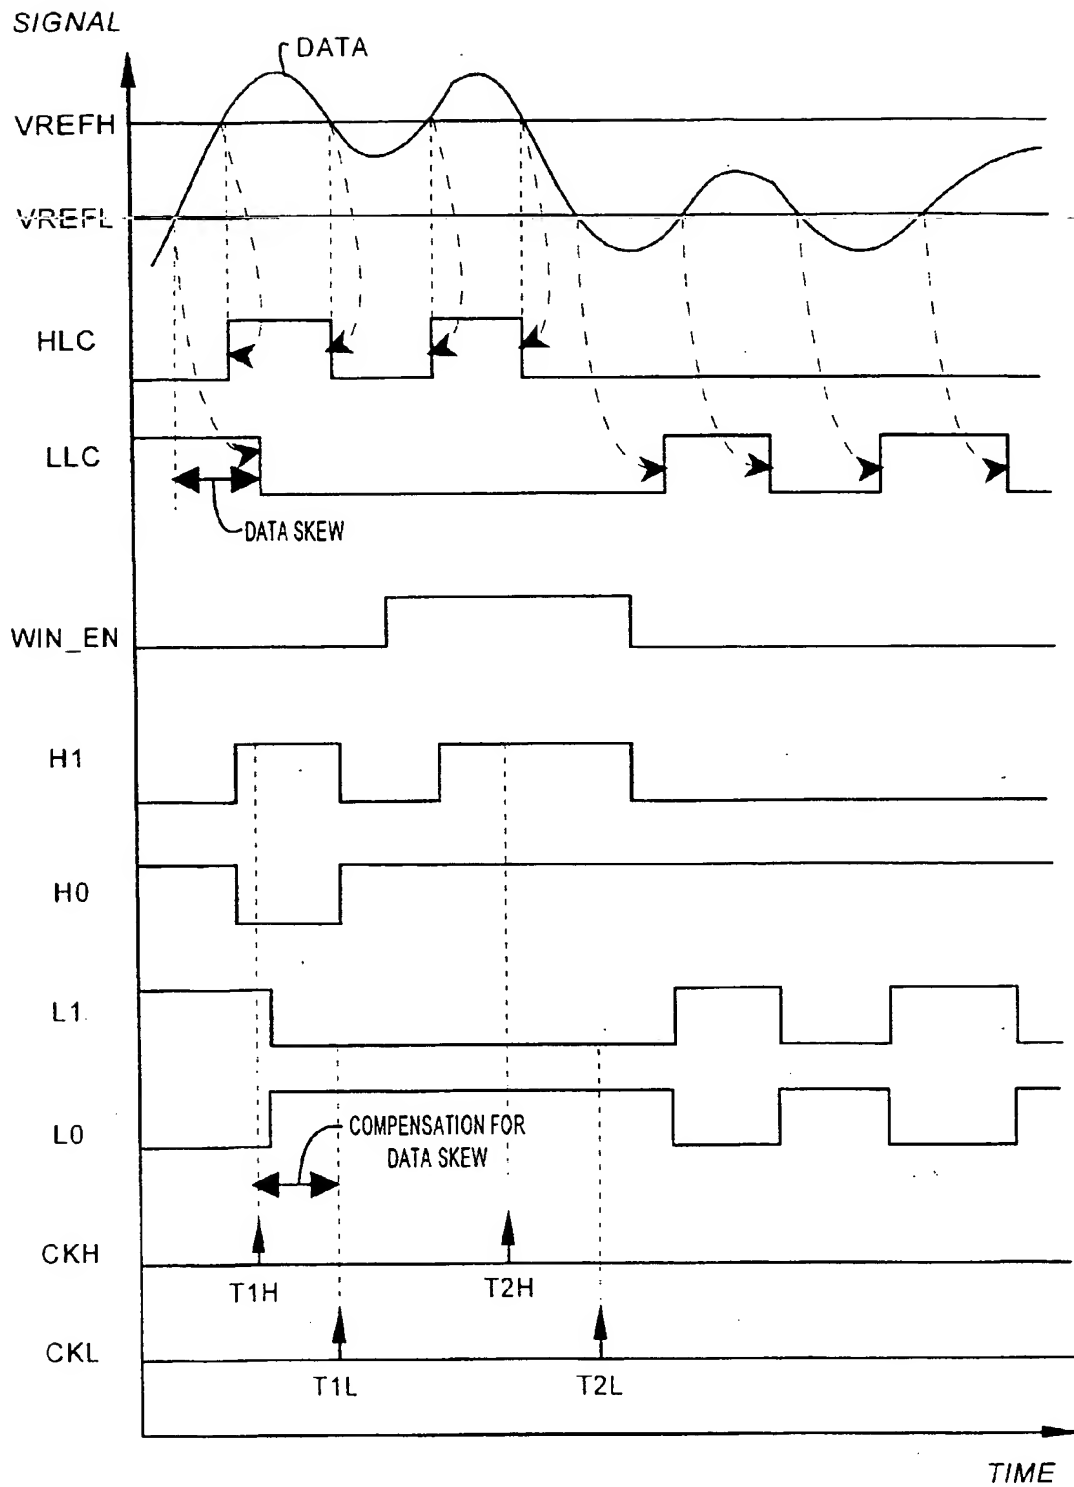 SIGNAL
DATA
VREFH
VREFL
HLC
LLC
DATA SKEW
WIN_EN
H1
H0
L1
L0
COMPENSATION FOR
DATA SKEW
CKH
T1H
T2H
CKL
T1L
T2L
TIME